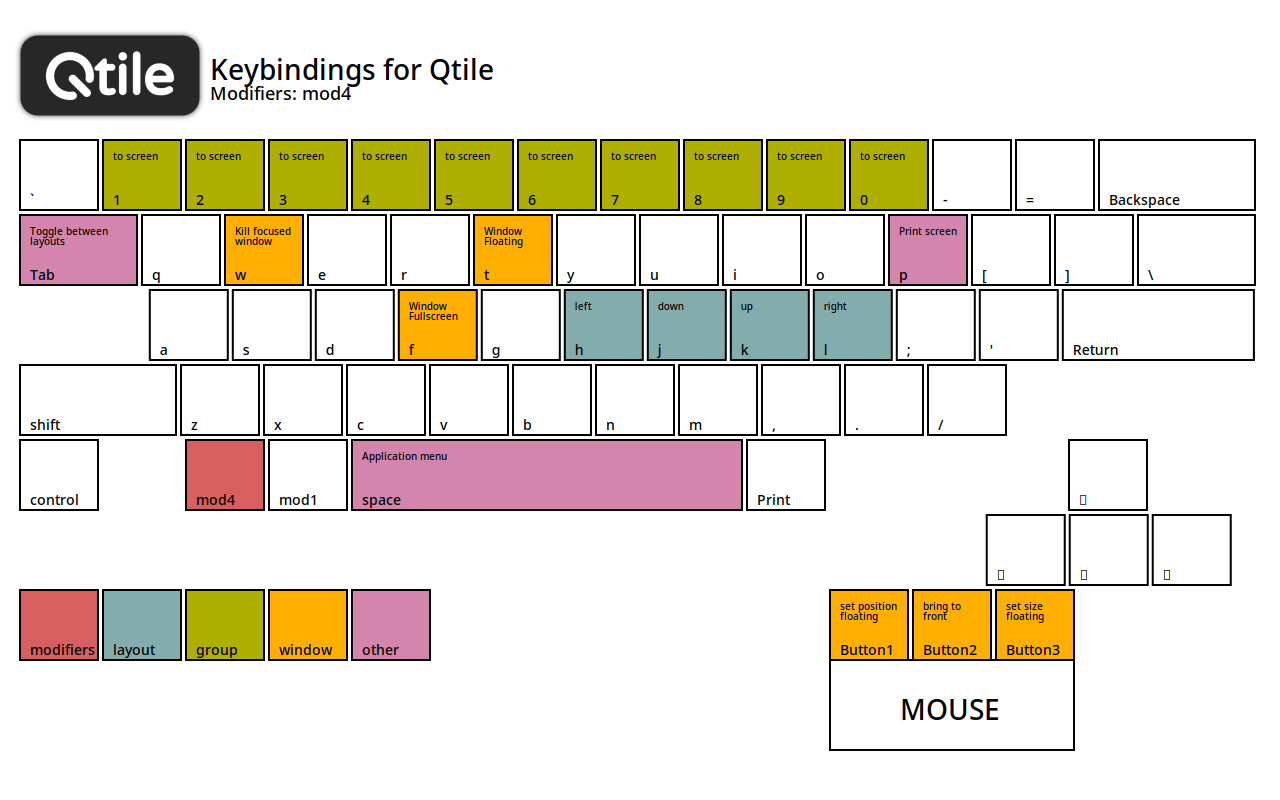 Qtile
Keybindings for Qtile
Modifiers: mod4
to screen to screen to screen to screen to screen to screen to screen to screen to screen to screen
` 1 2 3 4 5 6 7 8 9 0 - = Backspace
Toggle between Kill focused Window Print screen
layouts window Floating
Tab q w e r t y u i o p [ ] \
Window left down up right
Fullscreen
a s d f g h j k l ; ' Return
shift z x c v b n m , . /
Application menu
control mod4 mod1 space Print
set position bring to set size
floating front floating
modifiers layout group window other Button1 Button2 Button3
MOUSE